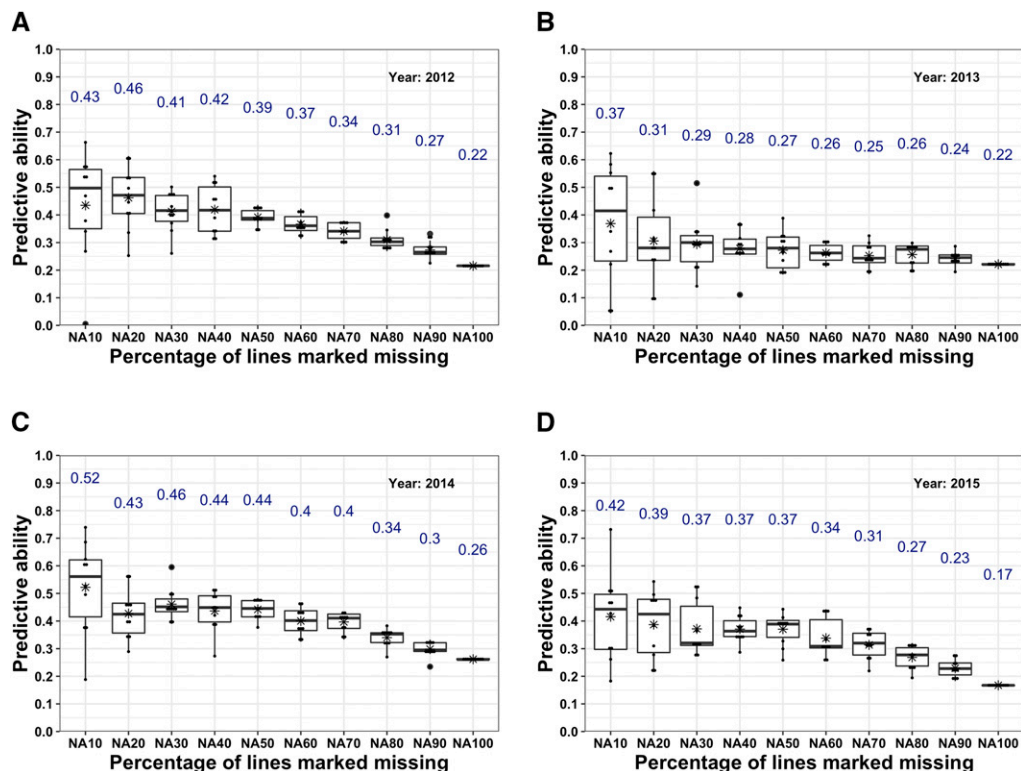 A
Year: 2012
0.43 0.46 0.41 0.42 0.39 0.37 0.34 0.31 0.27 0.22
Predictive ability
1.0
0.9
0.8
0.7
0.6
0.5
0.4
0.3
0.2
0.1
0.0
NA10 NA20 NA30 NA40 NA50 NA60 NA70 NA80 NA90 NA100
Percentage of lines marked missing
B
Year: 2013
0.37 0.31 0.29 0.28 0.27 0.26 0.25 0.26 0.24 0.22
Predictive ability
1.0
0.9
0.8
0.7
0.6
0.5
0.4
0.3
0.2
0.1
0.0
NA10 NA20 NA30 NA40 NA50 NA60 NA70 NA80 NA90 NA100
Percentage of lines marked missing
C
Year: 2014
0.52 0.43 0.46 0.44 0.44 0.4 0.4 0.34 0.3 0.26
Predictive ability
1.0
0.9
0.8
0.7
0.6
0.5
0.4
0.3
0.2
0.1
0.0
NA10 NA20 NA30 NA40 NA50 NA60 NA70 NA80 NA90 NA100
Percentage of lines marked missing
D
Year: 2015
0.42 0.39 0.37 0.37 0.37 0.34 0.31 0.27 0.23 0.17
Predictive ability
1.0
0.9
0.8
0.7
0.6
0.5
0.4
0.3
0.2
0.1
0.0
NA10 NA20 NA30 NA40 NA50 NA60 NA70 NA80 NA90 NA100
Percentage of lines marked missing